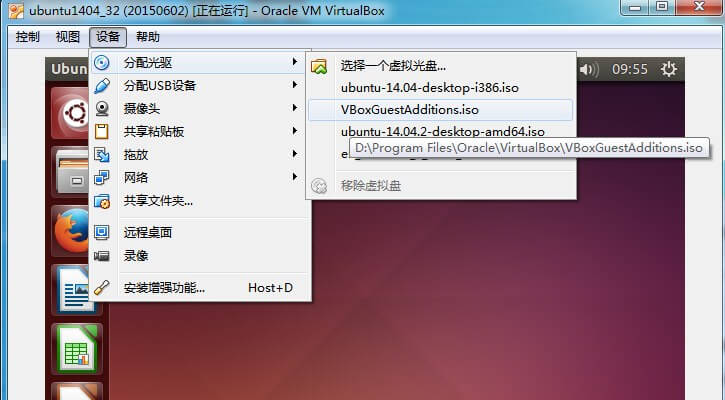 ubuntu1404_32 (20150602) [正在运行] - Oracle VM VirtualBox
控制 视图 设备 帮助
Ubun
09:55
分配光驱
分配USB设备
摄像头
共享粘贴板
拖放
网络
共享文件夹...
远程桌面
录像
安装增强功能... Host+D
选择一个虚拟光盘...
ubuntu-14.04-desktop-i386.iso
VBoxGuestAdditions.iso
ubuntu-14.04.2-desktop-amd64.iso
D:\Program Files\Oracle\VirtualBox\VBoxGuestAdditions.iso
移除虚拟盘